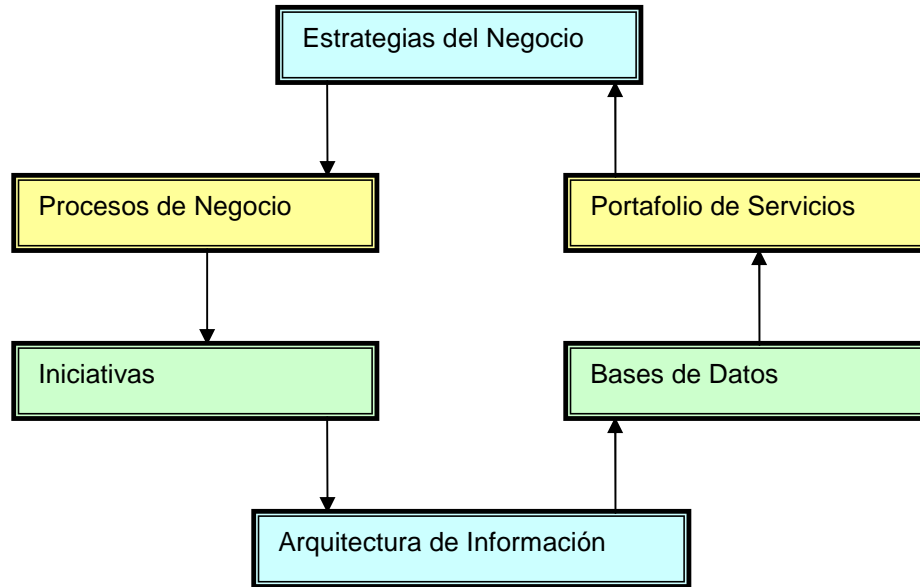 Estrategias del Negocio
Procesos de Negocio
Portafolio de Servicios
Iniciativas
Bases de Datos
Arquitectura de Información